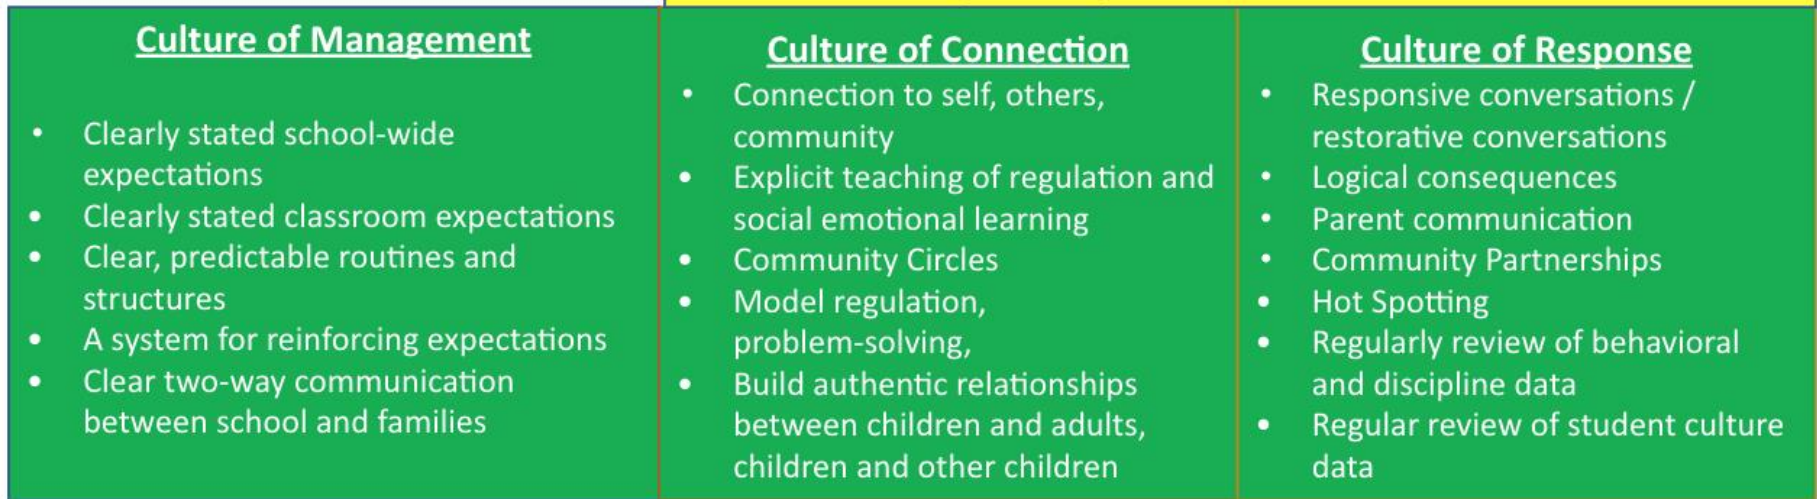 Culture of Management
• Clearly stated school-wide
expectations
• Clearly stated classroom expectations
• Clear, predictable routines and
structures
• A system for reinforcing expectations
• Clear two-way communication
between school and families
Culture of Connection
• Connection to self, others,
community
• Explicit teaching of regulation and
social emotional learning
• Community Circles
• Model regulation,
problem-solving,
• Build authentic relationships
between children and adults,
children and other children
Culture of Response
• Responsive conversations /
restorative conversations
• Logical consequences
• Parent communication
• Community Partnerships
• Hot Spotting
• Regularly review of behavioral
and discipline data
• Regular review of student culture
data